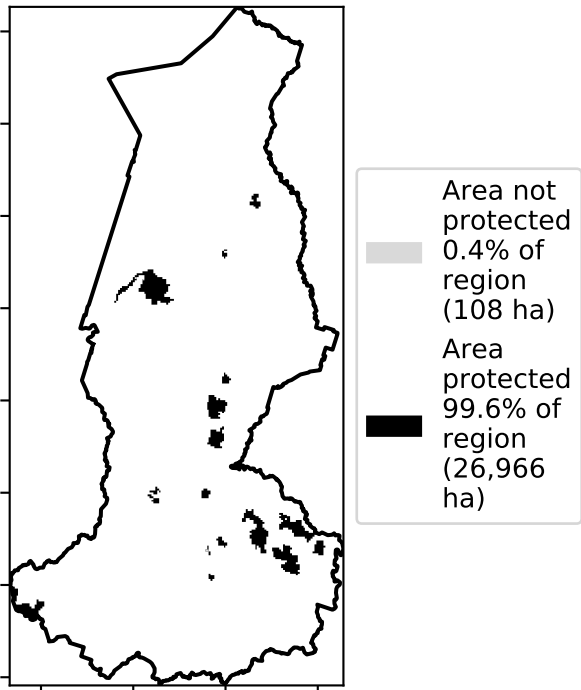 Area not
protected
0.4% of
region
(108 ha)
Area
protected
99.6% of
region
(26,966
ha)